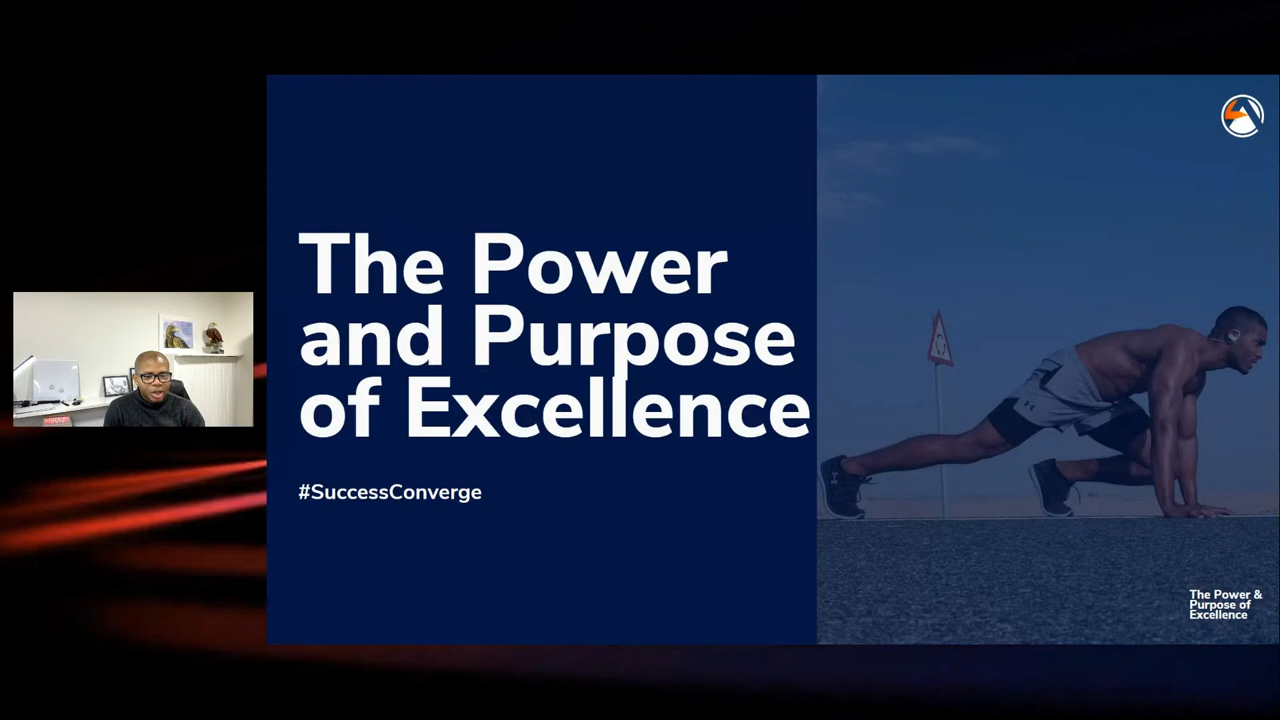 The Power
and Purpose
of Excellence
#SuccessConverge
The Power &
Purpose of
Excellence